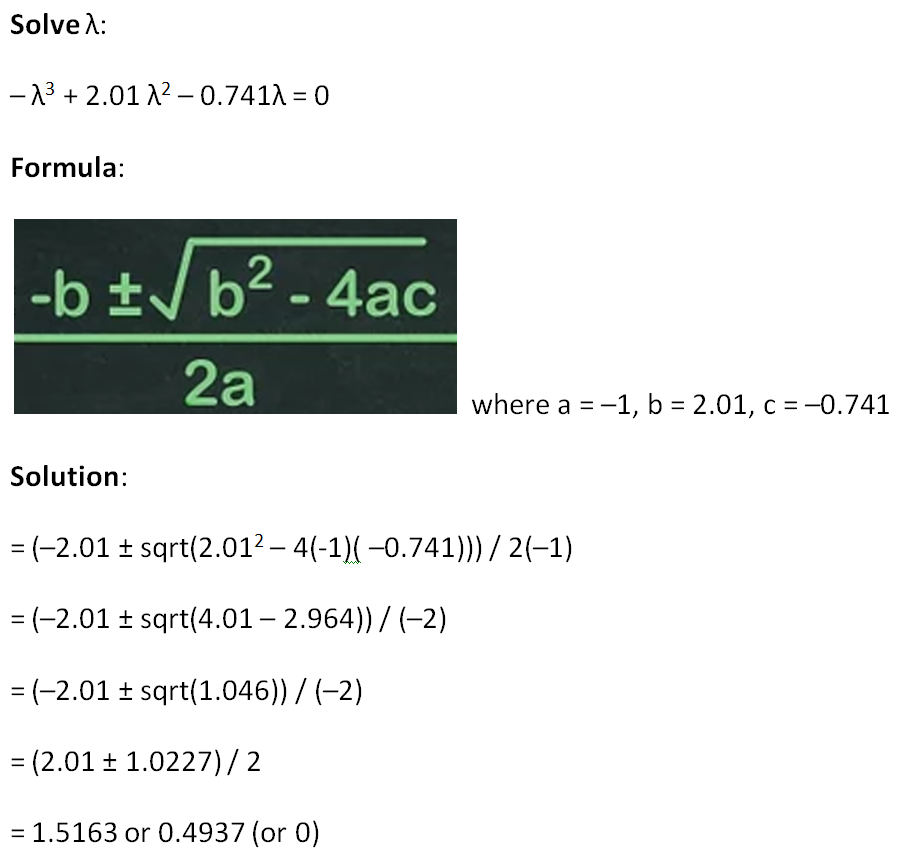 Solve λ:
– λ³ + 2.01 λ² – 0.741λ = 0
Formula:
-b ± √ b² - 4ac
2a
where a = –1, b = 2.01, c = –0.741
Solution:
= (–2.01 ± sqrt(2.01² – 4(-1)( –0.741))) / 2(–1)
= (–2.01 ± sqrt(4.01 – 2.964)) / (–2)
= (–2.01 ± sqrt(1.046)) / (–2)
= (2.01 ± 1.0227) / 2
= 1.5163 or 0.4937 (or 0)